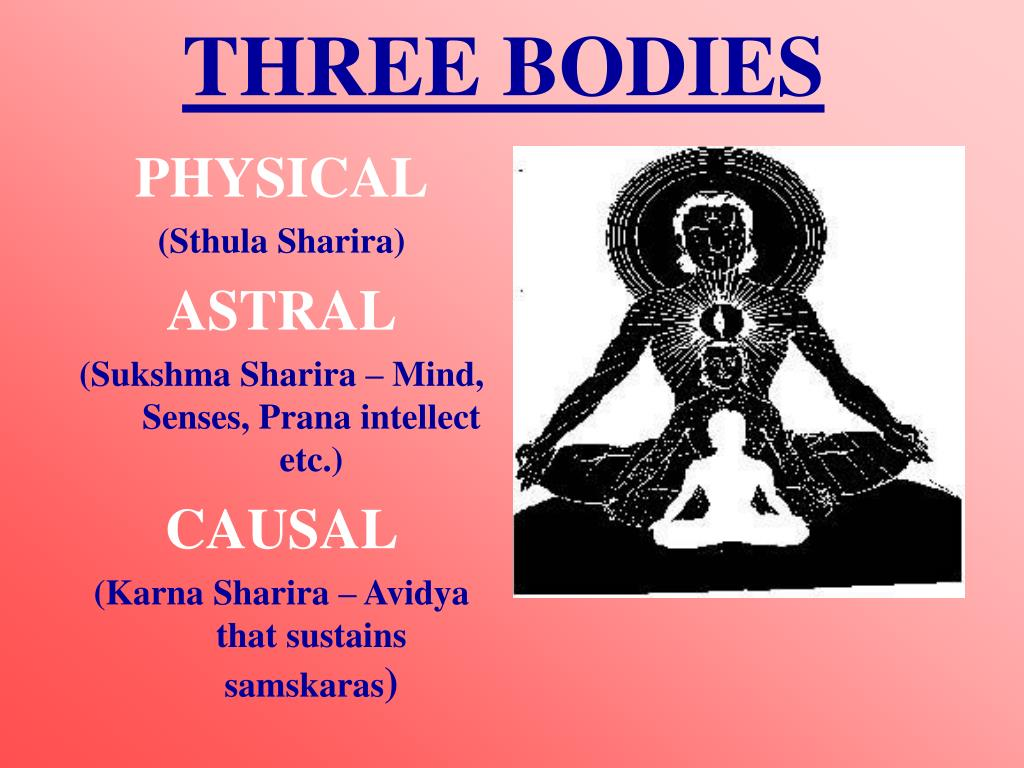 THREE BODIES
PHYSICAL
(Sthula Sharira)
ASTRAL
(Sukshma Sharira – Mind,
Senses, Prana intellect
etc.)
CAUSAL
(Karna Sharira – Avidya
that sustains
samskaras)